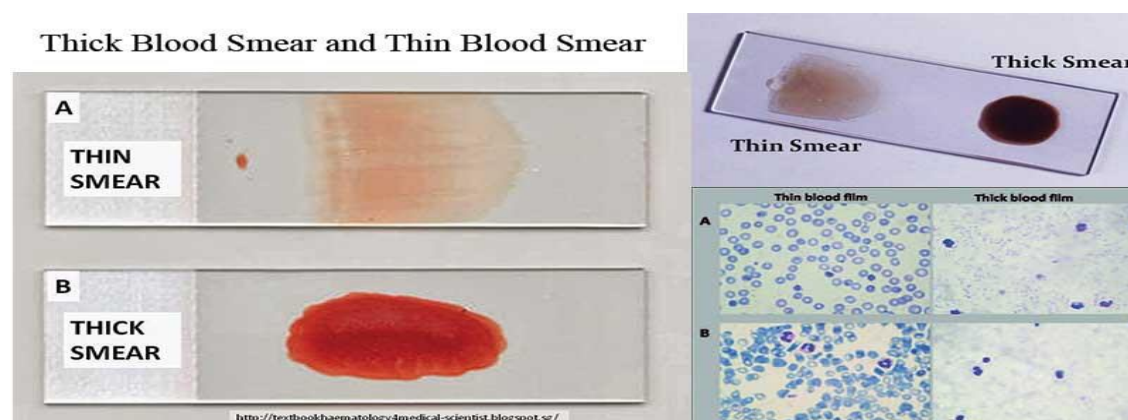 Thick Blood Smear and Thin Blood Smear
A
THIN
SMEAR
B
THICK
SMEAR
http://textbookhaematology4medical-scientist.blogspot.sg/
Thick Smear
Thin Smear
Thin blood film
Thick blood film
A
B